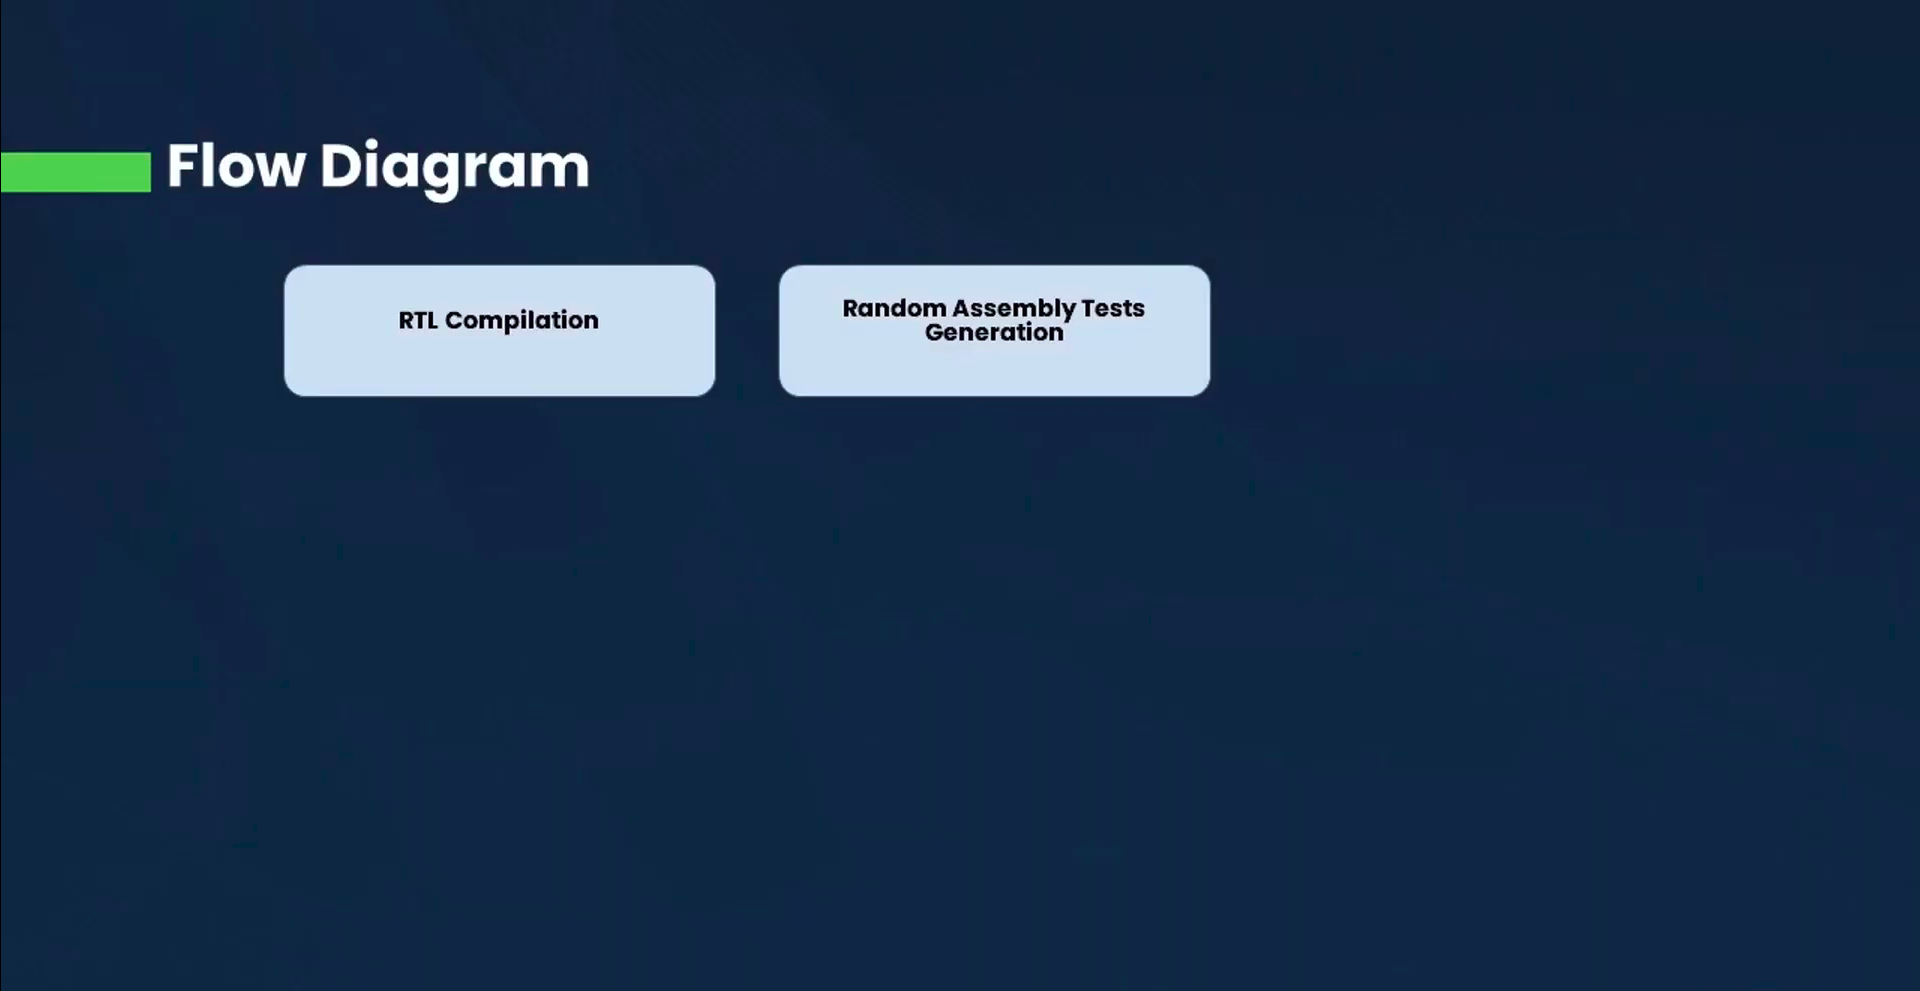 Flow Diagram
RTL Compilation
Random Assembly Tests
Generation